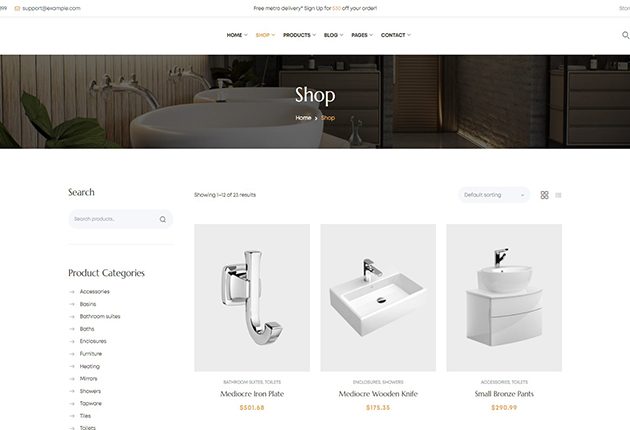 399 support@example.com Free metro delivery* Sign Up for $30 off your order!
HOME SHOP PRODUCTS BLOG PAGES CONTACT
Shop
Home > Shop
Search
Showing 1–12 of 23 results
Default sorting
Search products…
Product Categories
Accessories
Basins
Bathroom suites
Baths
Enclosures
Furniture
Heating
Mirrors
Showers
Tapware
Tiles
Toilets
BATHROOM SUITES, TOILETS
Mediocre Iron Plate
$501.68
ENCLOSURES, SHOWERS
Mediocre Wooden Knife
$175.35
ACCESSORIES, TOILETS
Small Bronze Pants
$290.99